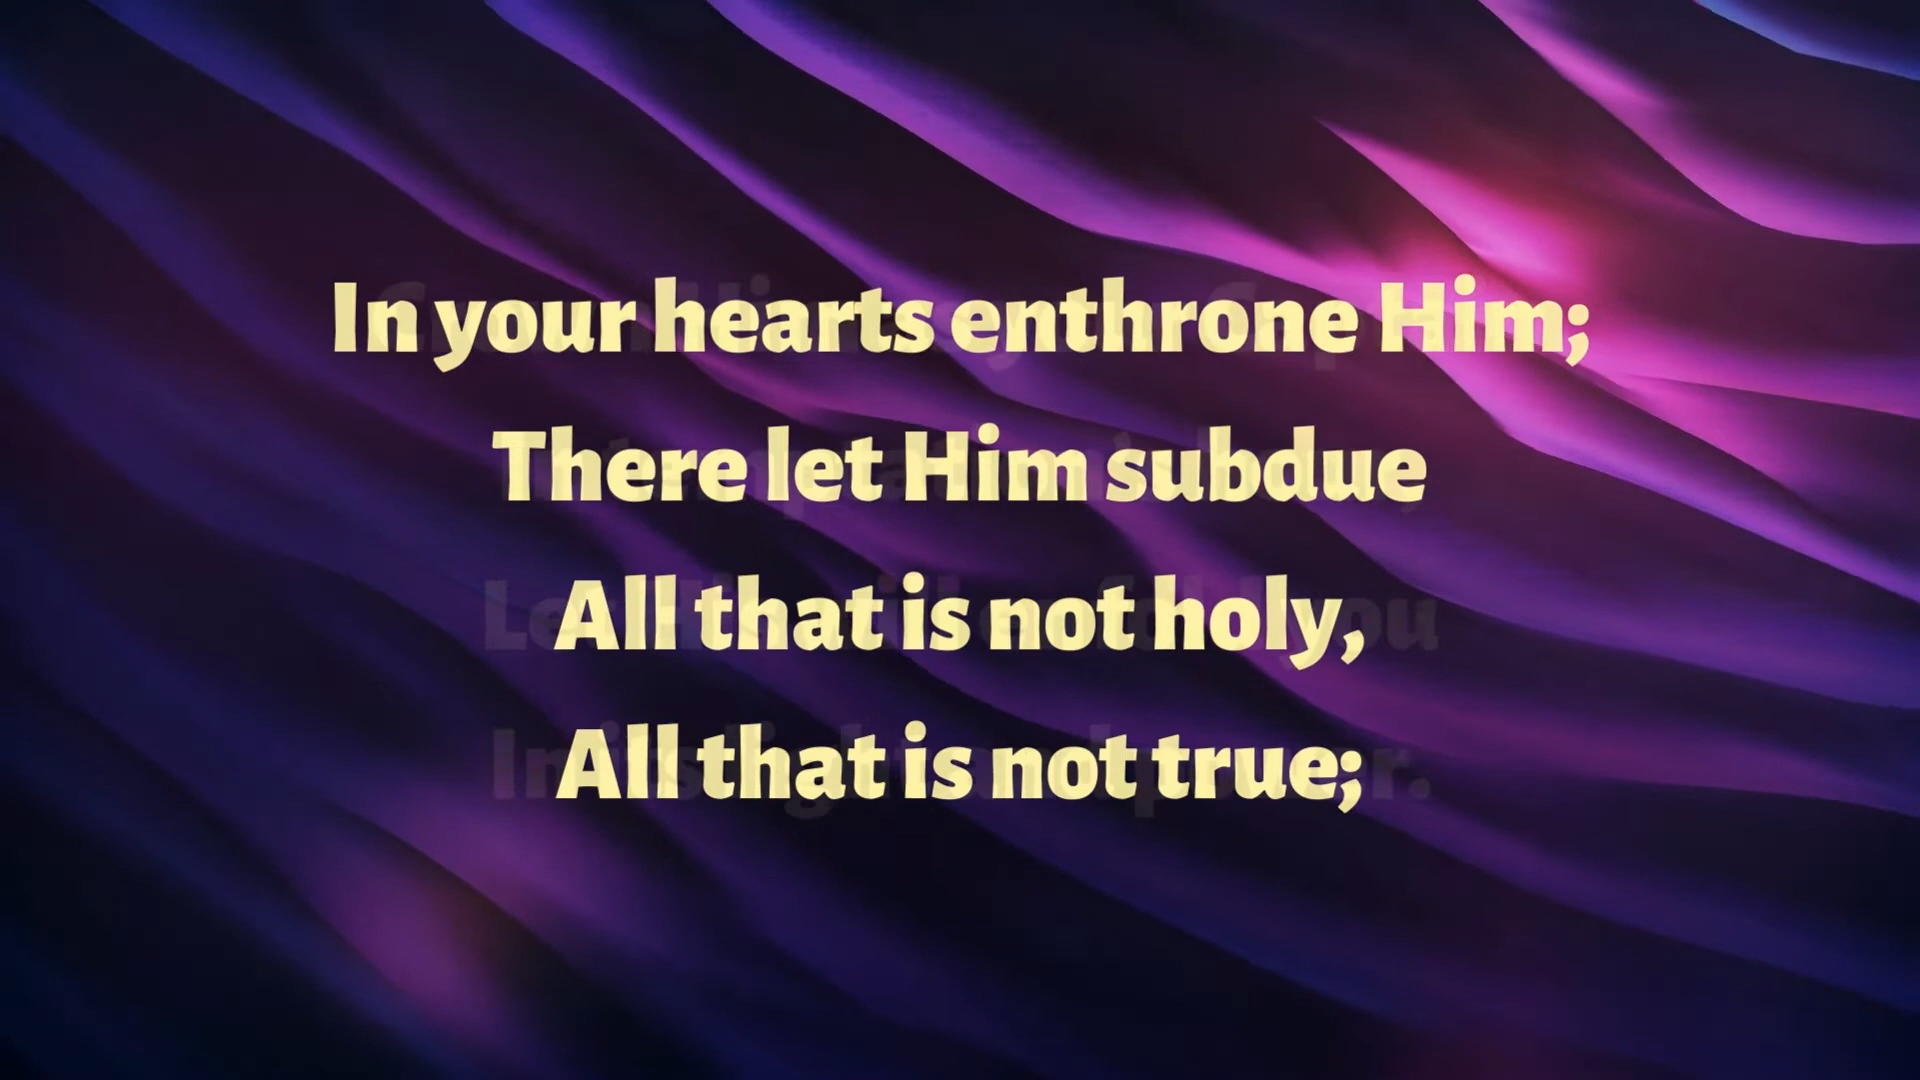 In your hearts enthrone Him;
There let Him subdue
All that is not holy,
All that is not true;